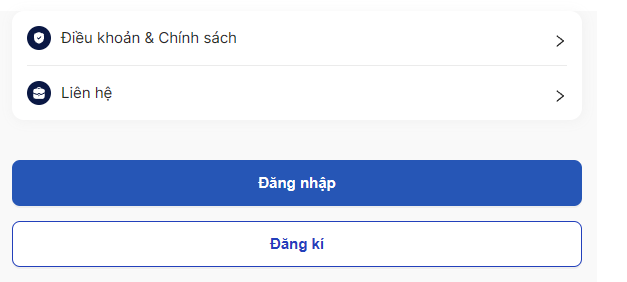 Điều khoản & Chính sách
Liên hệ
Đăng nhập
Đăng kí